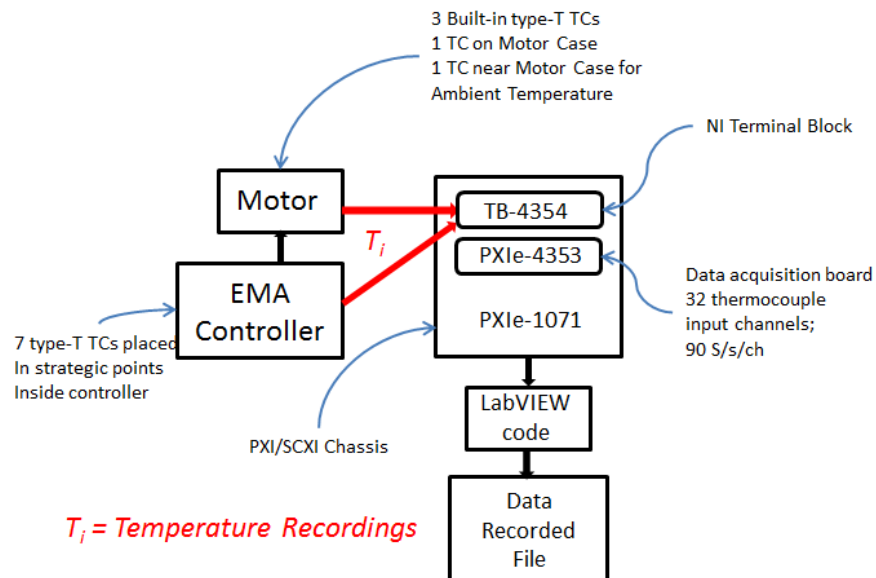 3 Built-in type-T TCs
1 TC on Motor Case
1 TC near Motor Case for
Ambient Temperature
NI Terminal Block
Motor
TB-4354
Ti
PXIe-4353
EMA
Controller
Data acquisition board
32 thermocouple
input channels;
90 S/s/ch
PXIe-1071
7 type-T TCs placed
In strategic points
Inside controller
LabVIEW
code
PXI/SCXI Chassis
Data
Recorded
File
Ti = Temperature Recordings